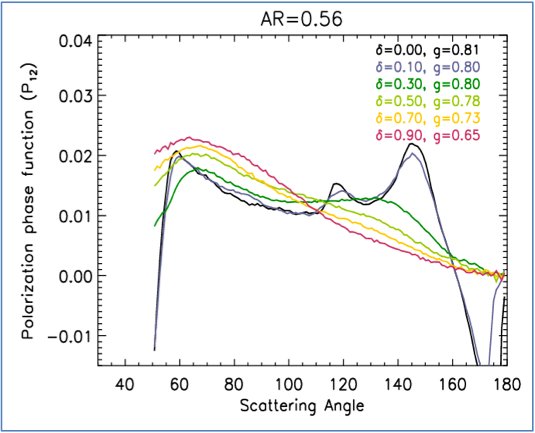 AR=0.56
0.04
0.03
0.02
0.01
0.00
−0.01
Polarization phase function (P12)
δ=0.00, g=0.81
δ=0.10, g=0.80
δ=0.30, g=0.80
δ=0.50, g=0.78
δ=0.70, g=0.73
δ=0.90, g=0.65
40 60 80 100 120 140 160 180
Scattering Angle